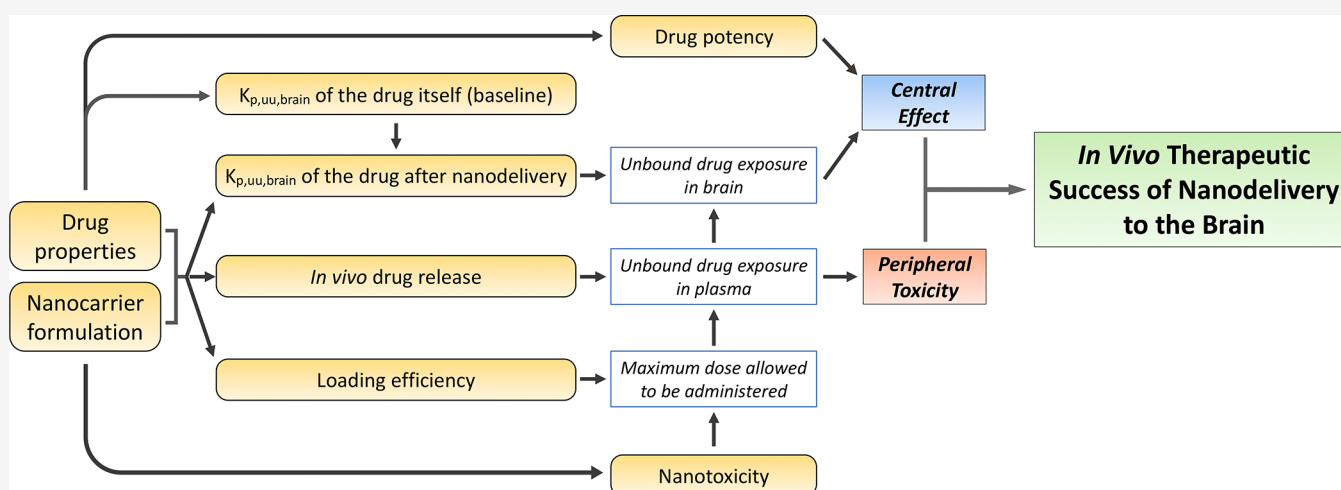 Drug potency
Kp,uu,brain of the drug itself (baseline)
Central
Effect
Kp,uu,brain of the drug after nanodelivery
Unbound drug exposure
in brain
In Vivo Therapeutic
Success of Nanodelivery
to the Brain
Drug
properties
In vivo drug release
Unbound drug exposure
in plasma
Peripheral
Toxicity
Nanocarrier
formulation
Loading efficiency
Maximum dose allowed
to be administered
Nanotoxicity